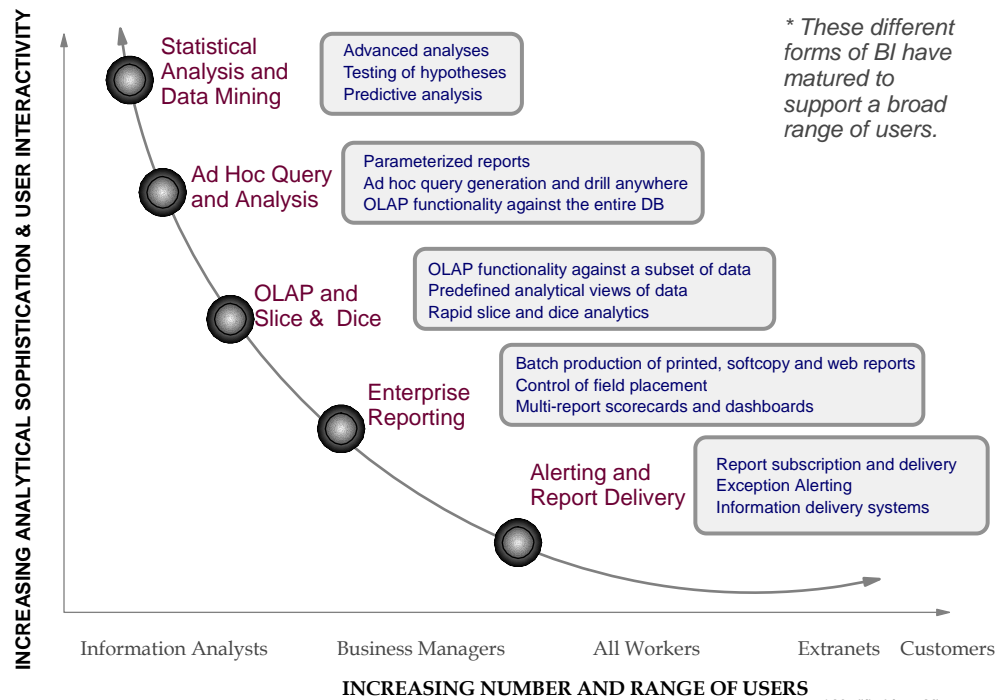 INCREASING ANALYTICAL SOPHISTICATION & USER INTERACTIVITY
Statistical
Analysis and
Data Mining
Advanced analyses
Testing of hypotheses
Predictive analysis
* These different
forms of BI have
matured to
support a broad
range of users.
Ad Hoc Query
and Analysis
Parameterized reports
Ad hoc query generation and drill anywhere
OLAP functionality against the entire DB
OLAP and
Slice & Dice
OLAP functionality against a subset of data
Predefined analytical views of data
Rapid slice and dice analytics
Enterprise
Reporting
Batch production of printed, softcopy and web reports
Control of field placement
Multi-report scorecards and dashboards
Alerting and
Report Delivery
Report subscription and delivery
Exception Alerting
Information delivery systems
Information Analysts
Business Managers
All Workers
Extranets
Customers
INCREASING NUMBER AND RANGE OF USERS